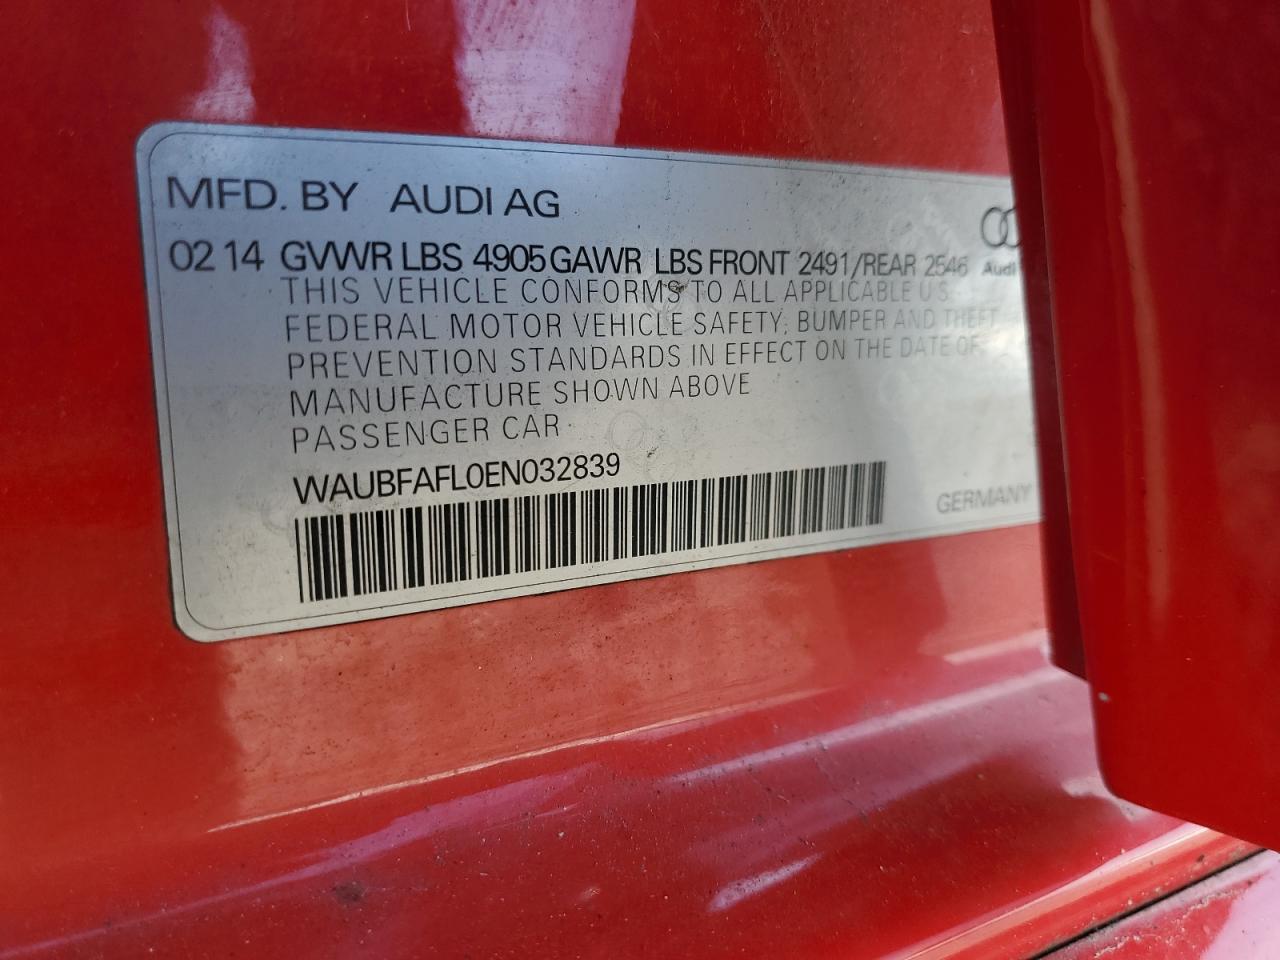 MFD. BY AUDI AG
02 14 GVWR LBS 4905 GAWR LBS FRONT 2491/REAR 2546
Audi
THIS VEHICLE CONFORMS TO ALL APPLICABLE U S
FEDERAL MOTOR VEHICLE SAFETY, BUMPER AND THEFT
PREVENTION STANDARDS IN EFFECT ON THE DATE OF
MANUFACTURE SHOWN ABOVE
PASSENGER CAR
WAUBFAFL0EN032839
GERMANY